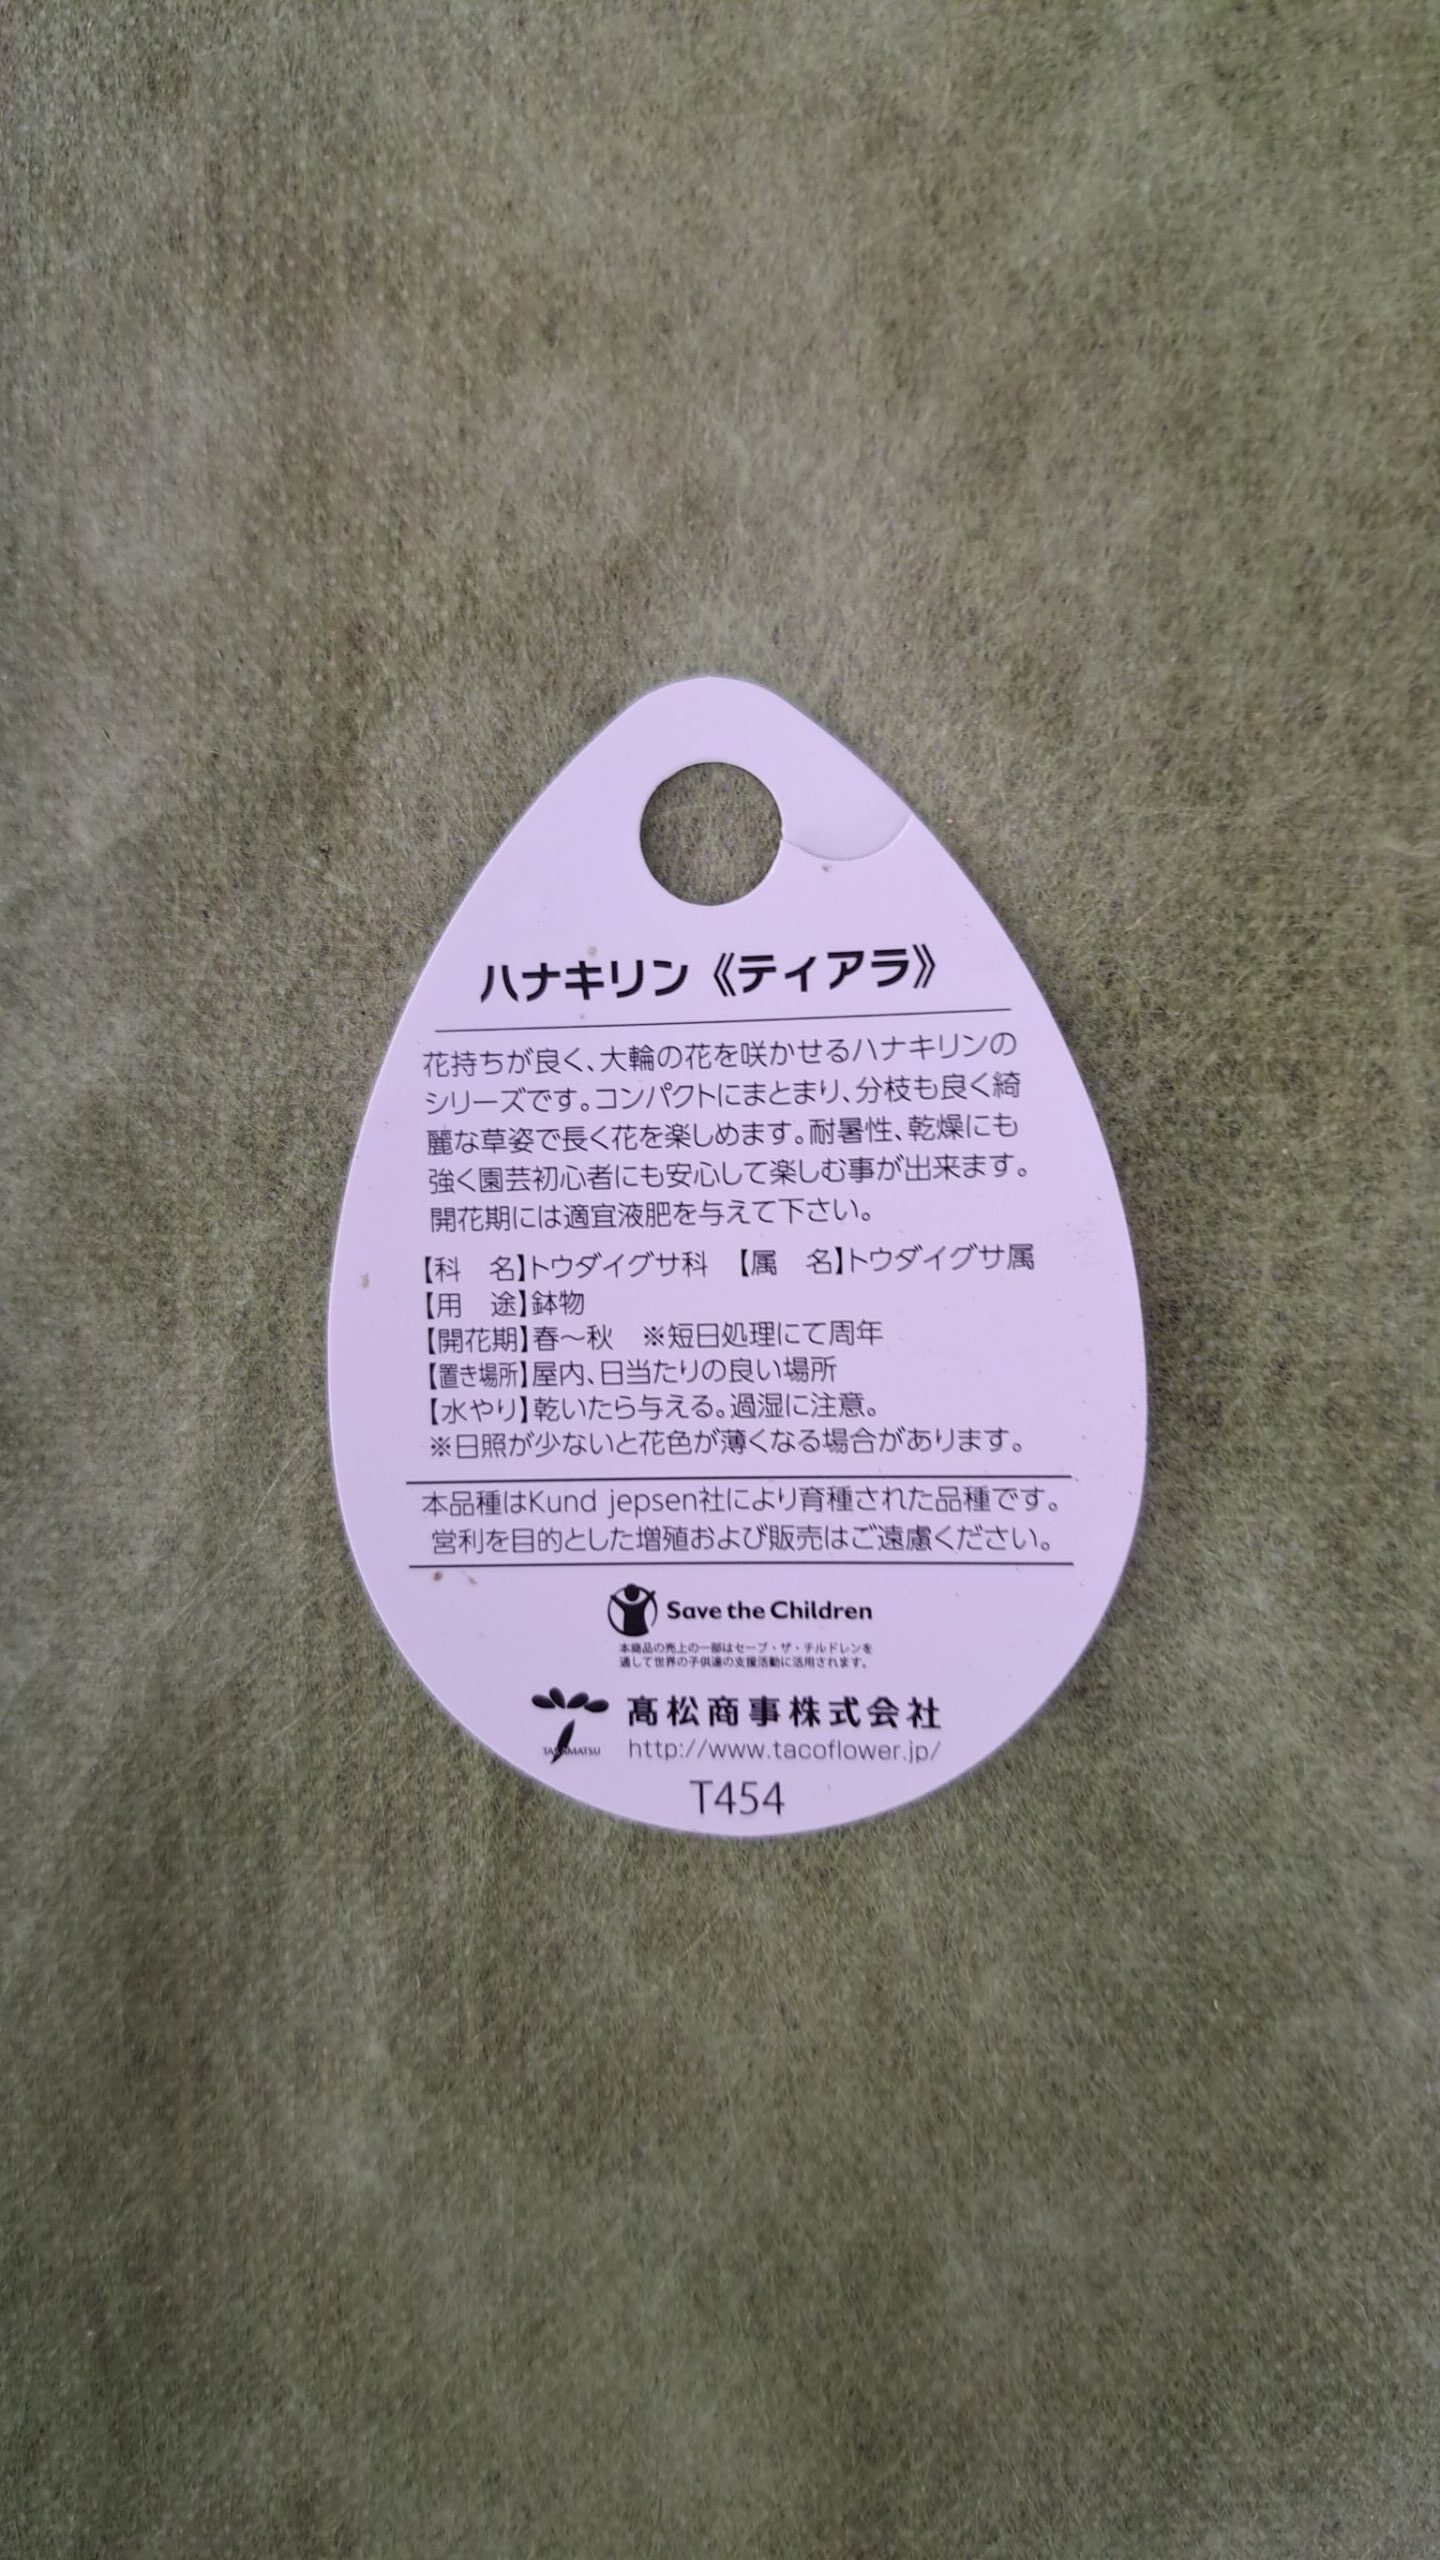 ハナキリン《ティアラ》
花持ちが良く、大輪の花を咲かせるハナキリンの
シリーズです。コンパクトにまとまり、分枝も良く綺
麗な草姿で長く花を楽しめます。耐暑性、乾燥にも
強く園芸初心者にも安心して楽しむ事が出来ます。
開花期には適宜液肥を与えて下さい。
【科　名】トウダイグサ科　【属　名】トウダイグサ属
【用　途】鉢物
【開花期】春～秋　※短日処理にて周年
【置き場所】屋内、日当たりの良い場所
【水やり】乾いたら与える。過湿に注意。
※日照が少ないと花色が薄くなる場合があります。
本品種はKund jepsen社により育種された品種です。
営利を目的とした増殖および販売はご遠慮ください。
Save the Children
本商品の売上の一部はセーブ・ザ・チルドレンを
通して世界の子供達の支援活動に活用されます。
TAKAMATSU
髙松商事株式会社
http://www.tacoflower.jp/
T454